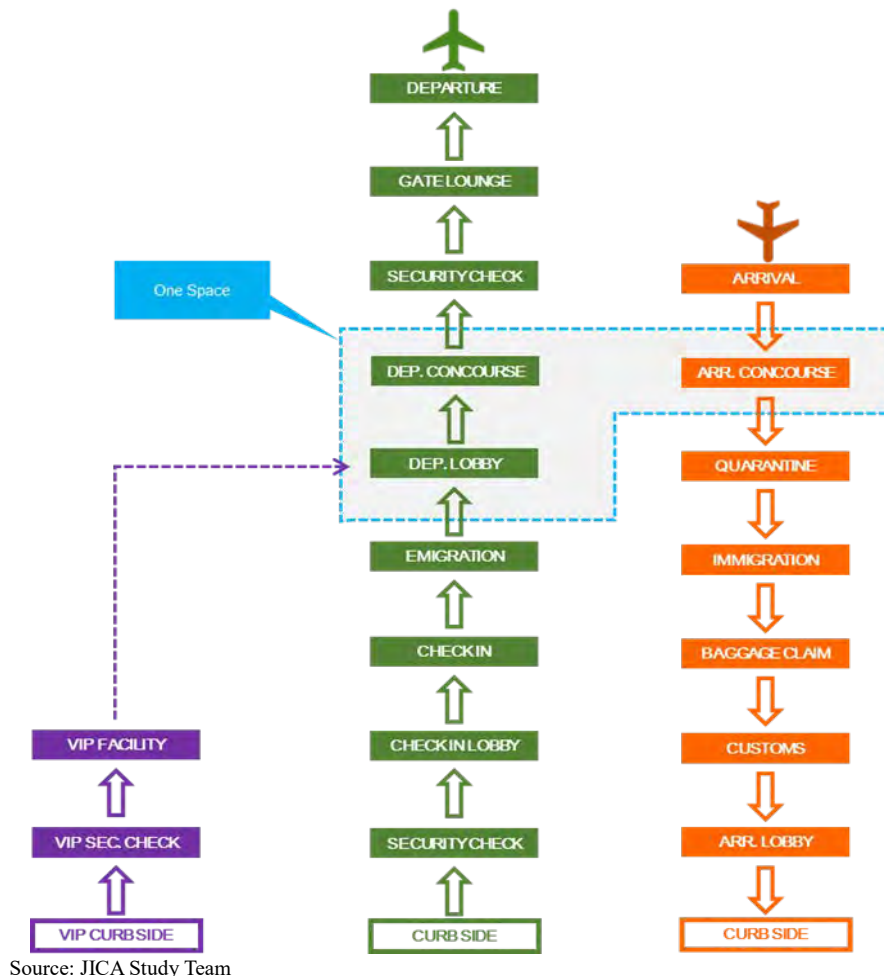 DEPARTURE
GATE LOUNGE
SECURITY CHECK
ARRIVAL
One Space
DEP. CONCOURSE
ARR. CONCOURSE
DEP. LOBBY
QUARANTINE
EMIGRATION
IMMIGRATION
CHECK IN
BAGGAGE CLAIM
VIP FACILITY
CHECK IN LOBBY
CUSTOMS
VIP SEC. CHECK
SECURITY CHECK
ARR. LOBBY
VIP CURB SIDE
CURB SIDE
CURB SIDE
Source: JICA Study Team